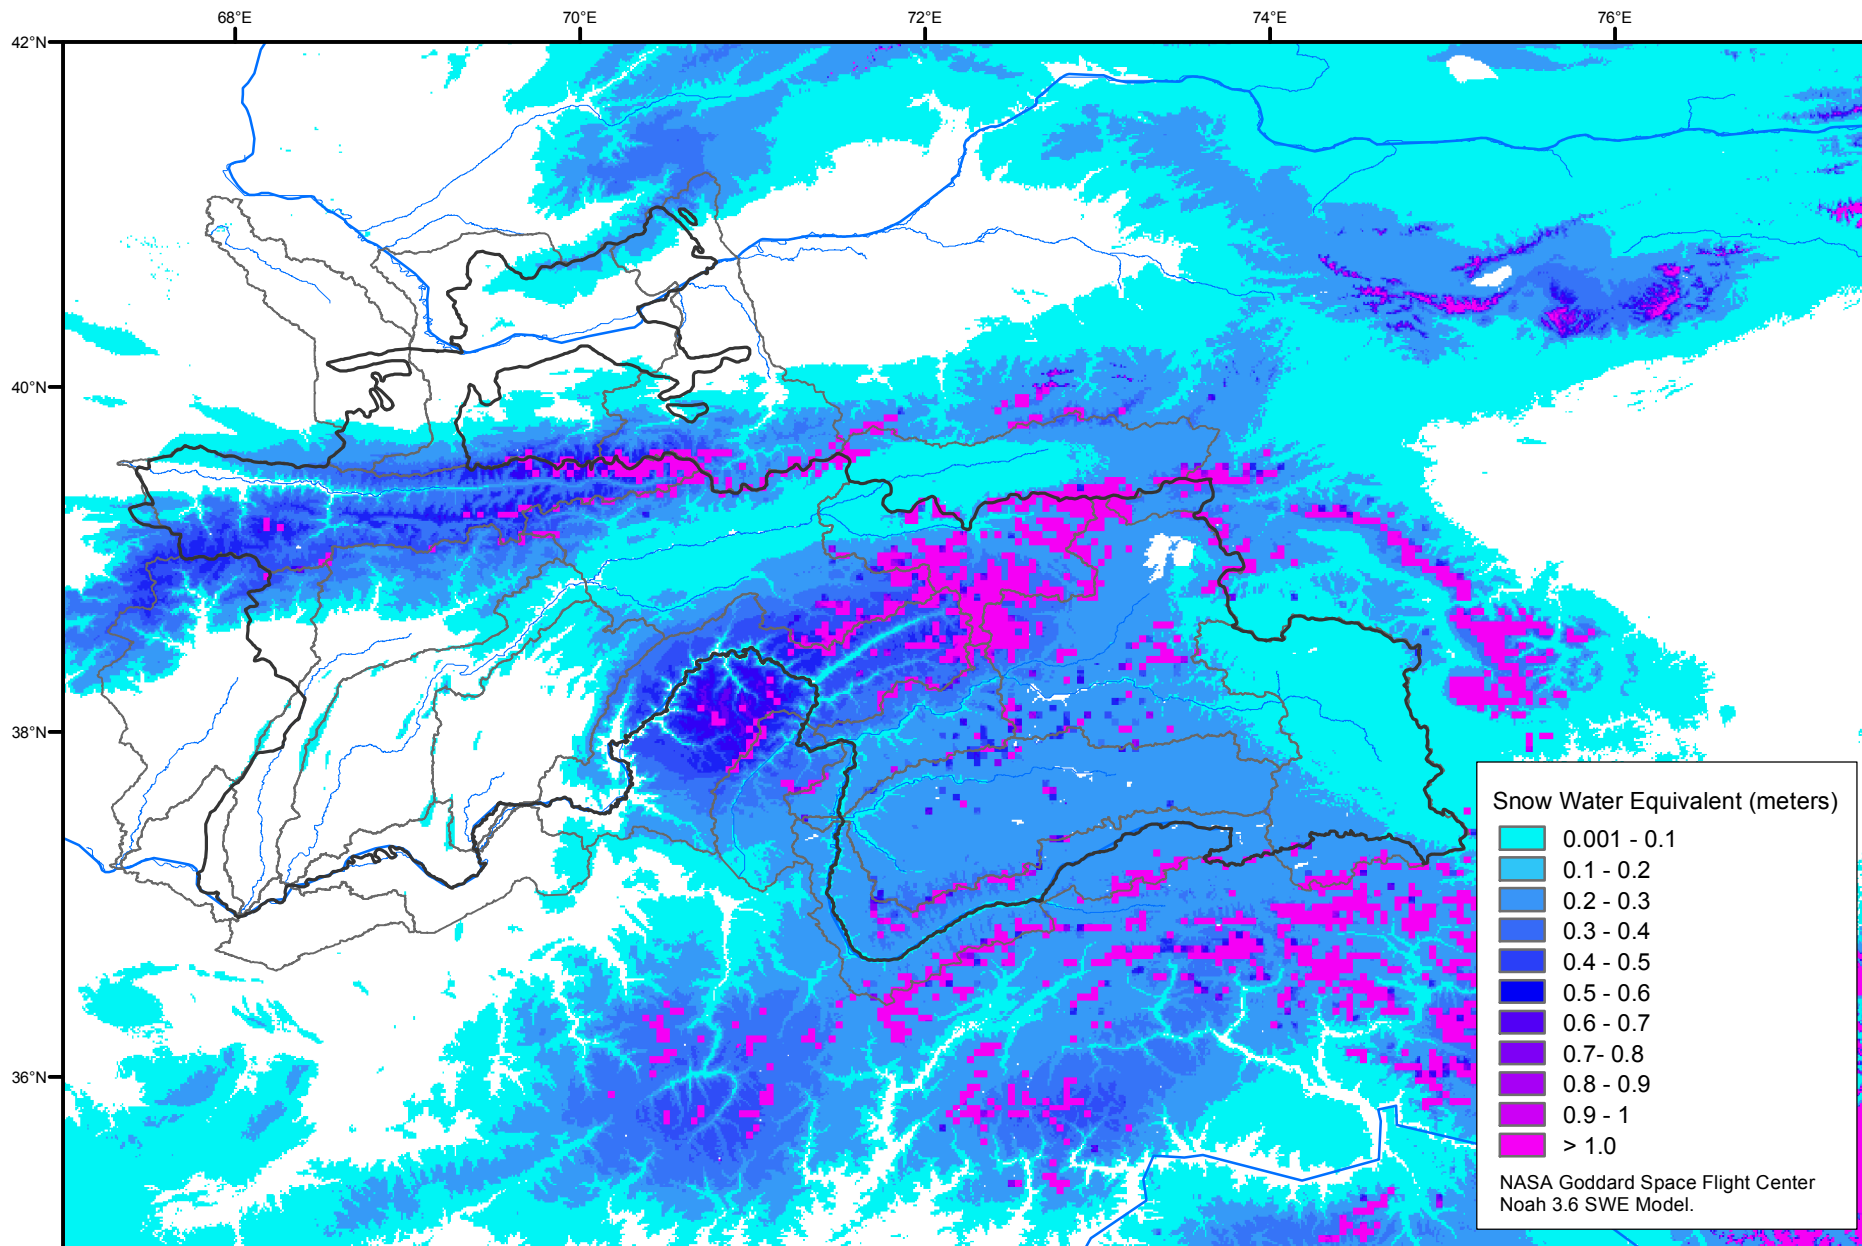 68°E
70°E
72°E
74°E
76°E
42°N
40°N
38°N
36°N
Snow Water Equivalent (meters)
0.001 - 0.1
0.1 - 0.2
0.2 - 0.3
0.3 - 0.4
0.4 - 0.5
0.5 - 0.6
0.6 - 0.7
0.7- 0.8
0.8 - 0.9
0.9 - 1
> 1.0
NASA Goddard Space Flight Center
Noah 3.6 SWE Model.